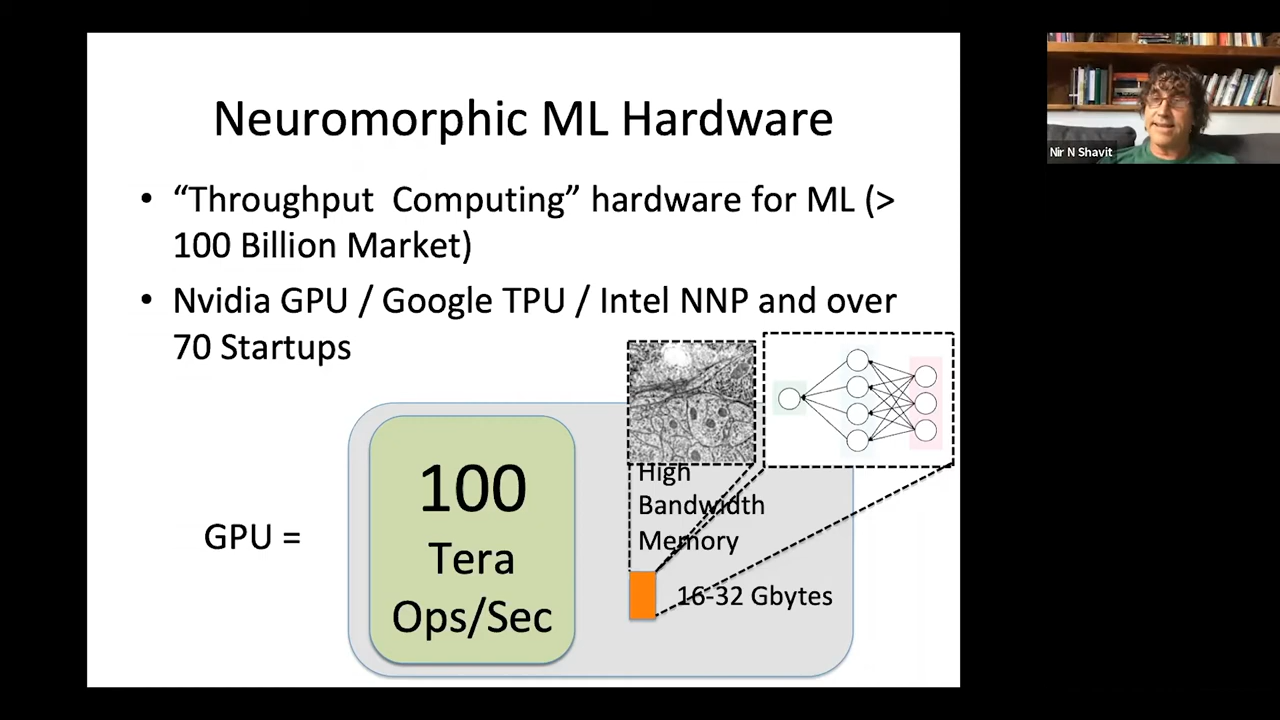 Neuromorphic ML Hardware
• “Throughput Computing” hardware for ML (>
100 Billion Market)
• Nvidia GPU / Google TPU / Intel NNP and over
70 Startups
GPU =
100
Tera
Ops/Sec
High
Bandwidth
Memory
16-32 Gbytes
Nir N Shavit